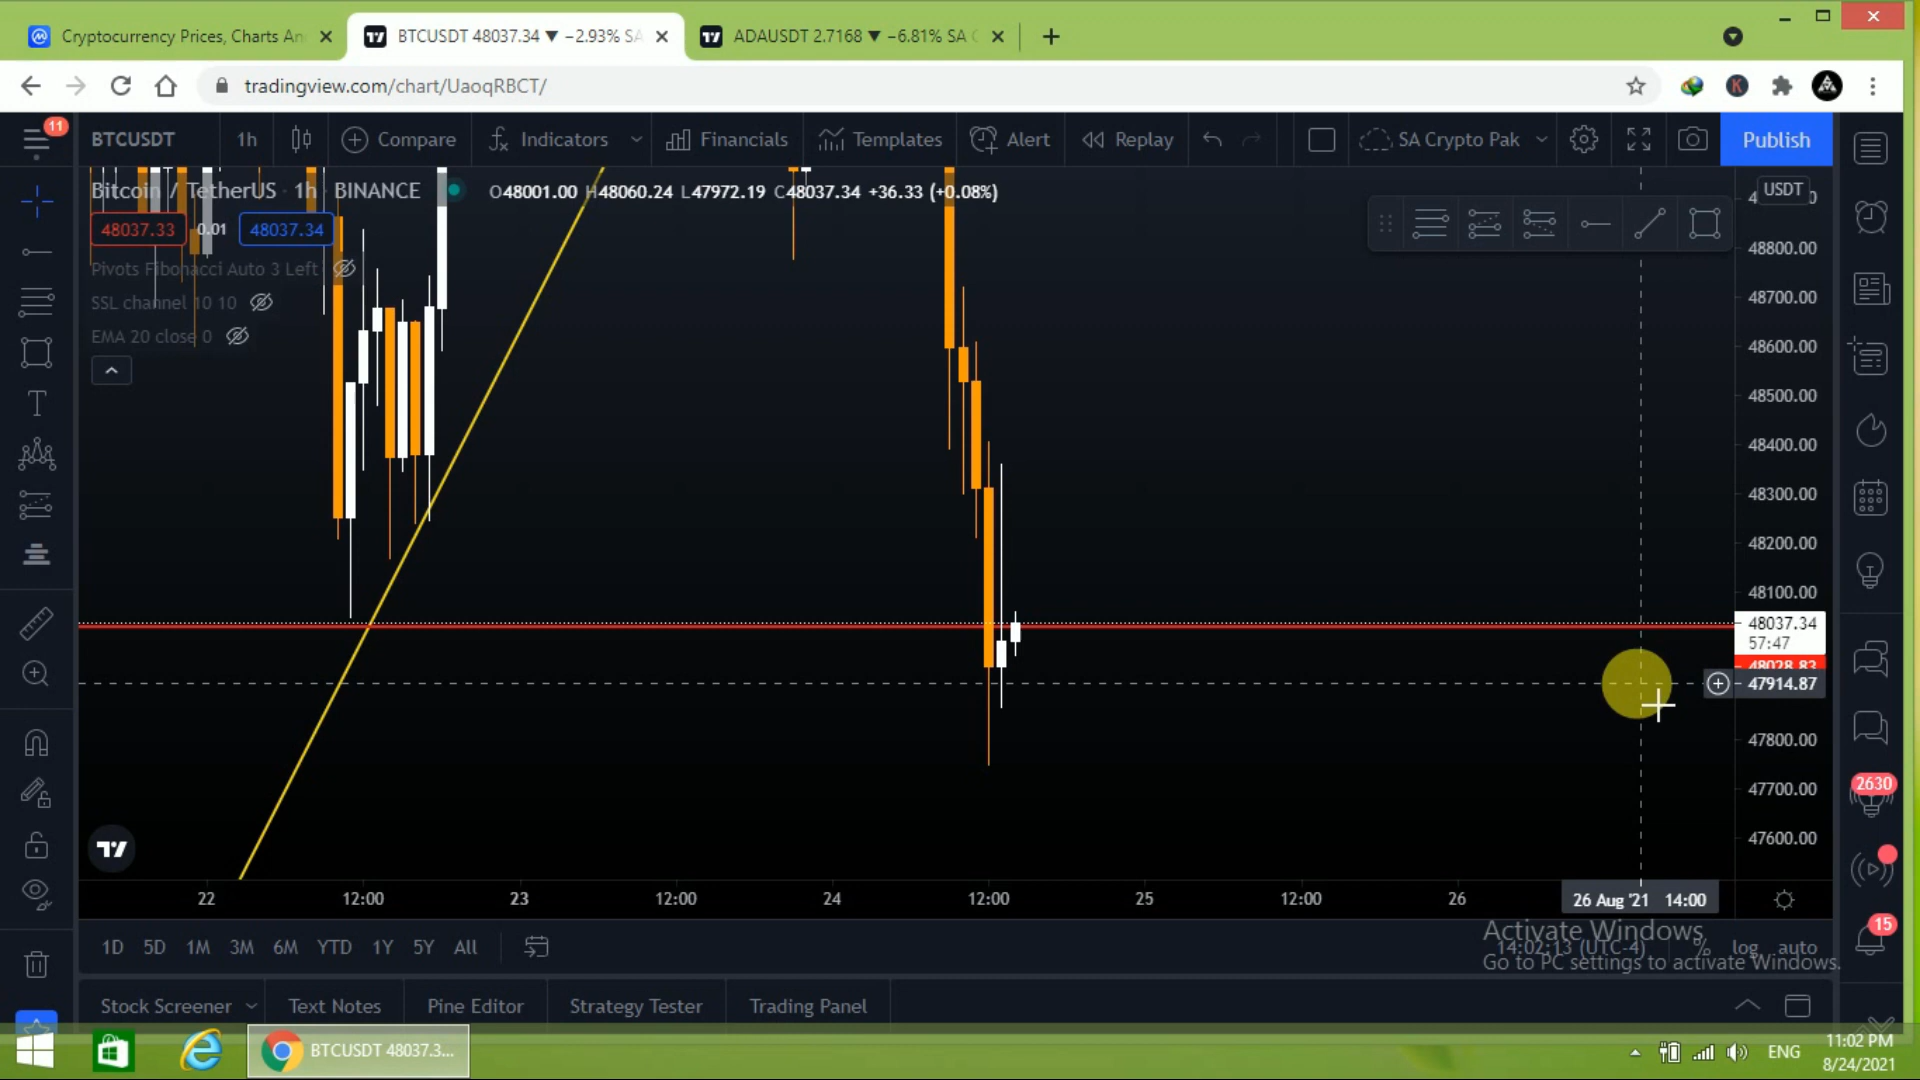 Cryptocurrency Prices, Charts An
BTCUSDT 48037.34 ▼ −2.93% SA
ADAUSDT 2.7168 ▼ −6.81% SA
tradingview.com/chart/UaoqRBCT/
11
BTCUSDT 1h Compare Indicators Financials Templates Alert Replay SA Crypto Pak Publish
Bitcoin / TetherUS 1h BINANCE O48001.00 H48060.24 L47972.19 C48037.34 +36.33 (+0.08%)
USDT
48037.33 0.01 48037.34
Pivots Fibonacci Auto 3 Left
SSL channel 10 10
EMA 20 close 0
48800.00
48700.00
48600.00
48500.00
48400.00
48300.00
48200.00
48100.00
48037.34
57:47
48028.83
47914.87
47800.00
47700.00
47600.00
2630
15
22 12:00 23 12:00 24 12:00 25 12:00 26 26 Aug '21 14:00
1D 5D 1M 3M 6M YTD 1Y 5Y All
14:02:13 (UTC-4) % log auto
Activate Windows
Go to PC settings to activate Windows.
Stock Screener Text Notes Pine Editor Strategy Tester Trading Panel
BTCUSDT 48037.3...
ENG
11:02 PM
8/24/2021